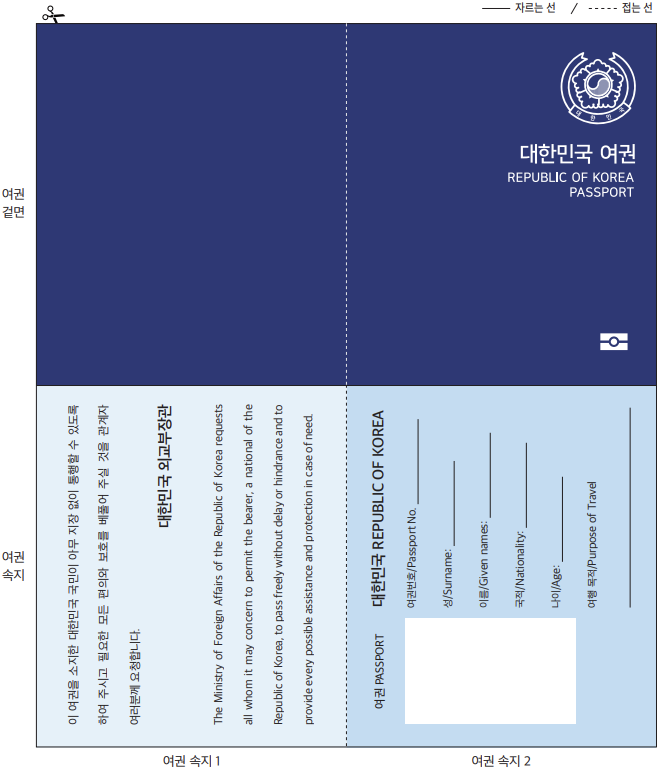 자르는 선 / 접는 선
대한민국
대한민국 여권
REPUBLIC OF KOREA
PASSPORT
여권
겉면
이 여권을 소지한 대한민국 국민이 아무 지장 없이 통행할 수 있도록
하여 주시고 필요한 모든 편의와 보호를 베풀어 주실 것을 관계자
여러분께 요청합니다.
대한민국 외교부장관
The Ministry of Foreign Affairs of the Republic of Korea requests
all whom it may concern to permit the bearer, a national of the
Republic of Korea, to pass freely without delay or hindrance and to
provide every possible assistance and protection in case of need.
여권 PASSPORT
대한민국 REPUBLIC OF KOREA
여권번호/Passport No.
성/Surname:
이름/Given names:
국적/Nationality:
나이/Age:
여행 목적/Purpose of Travel
여권
속지
여권 속지 1
여권 속지 2